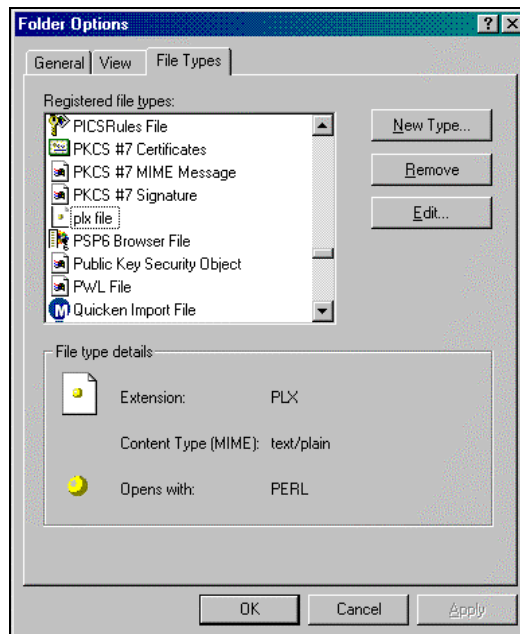 Folder Options
General View File Types
Registered file types:
PICSRules File
PKCS #7 Certificates
PKCS #7 MIME Message
PKCS #7 Signature
plx file
PSP6 Browser File
Public Key Security Object
PWL File
Quicken Import File
New Type...
Remove
Edit...
File type details
Extension: PLX
Content Type (MIME): text/plain
Opens with: PERL
OK Cancel Apply